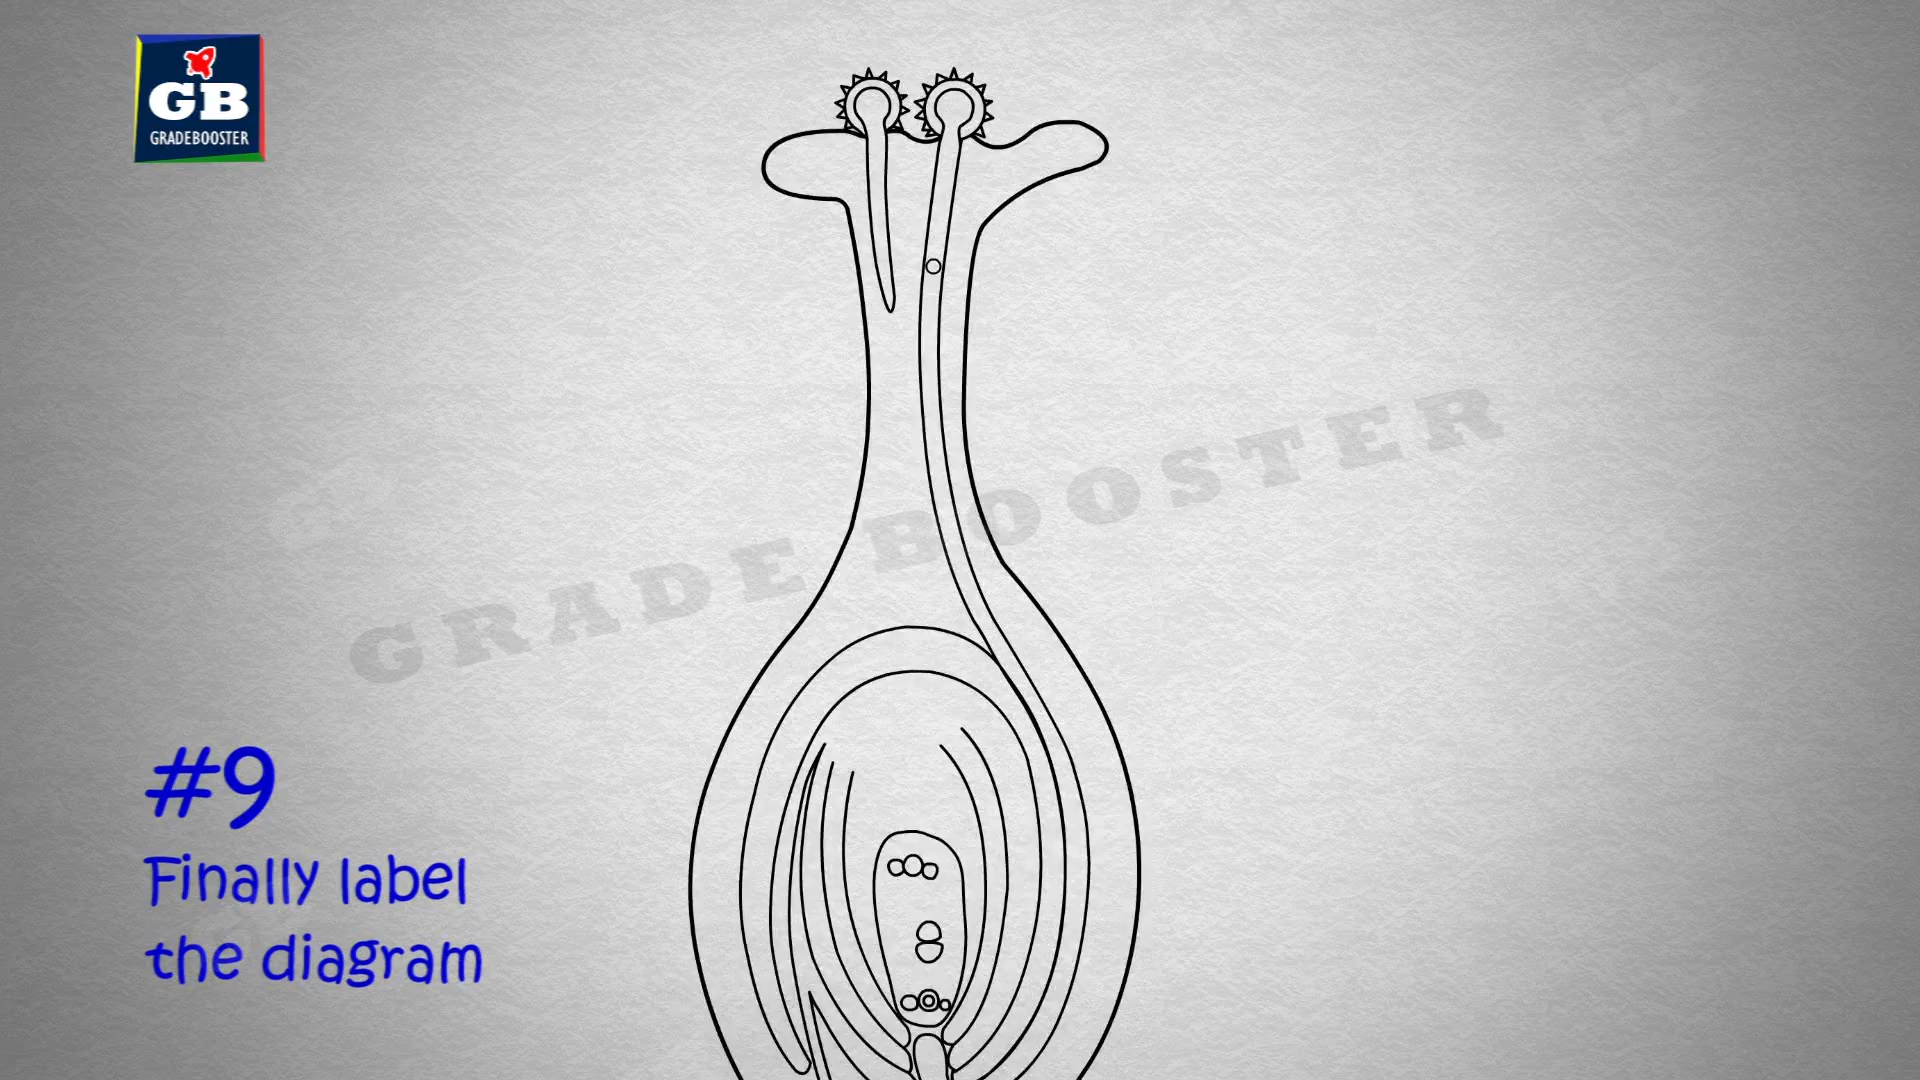 GB
GRADEBOOSTER
GRADE BOOSTER
#9
Finally label
the diagram